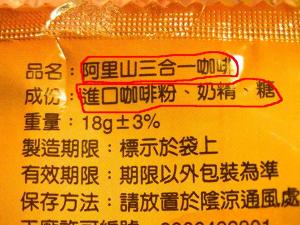 品名：阿里山三合一咖啡
成份：進口咖啡粉、奶精、糖
重量：18g±3%
製造期限：標示於袋上
有效期限：期限以外包裝為準
保存方法：請放置於陰涼通風處